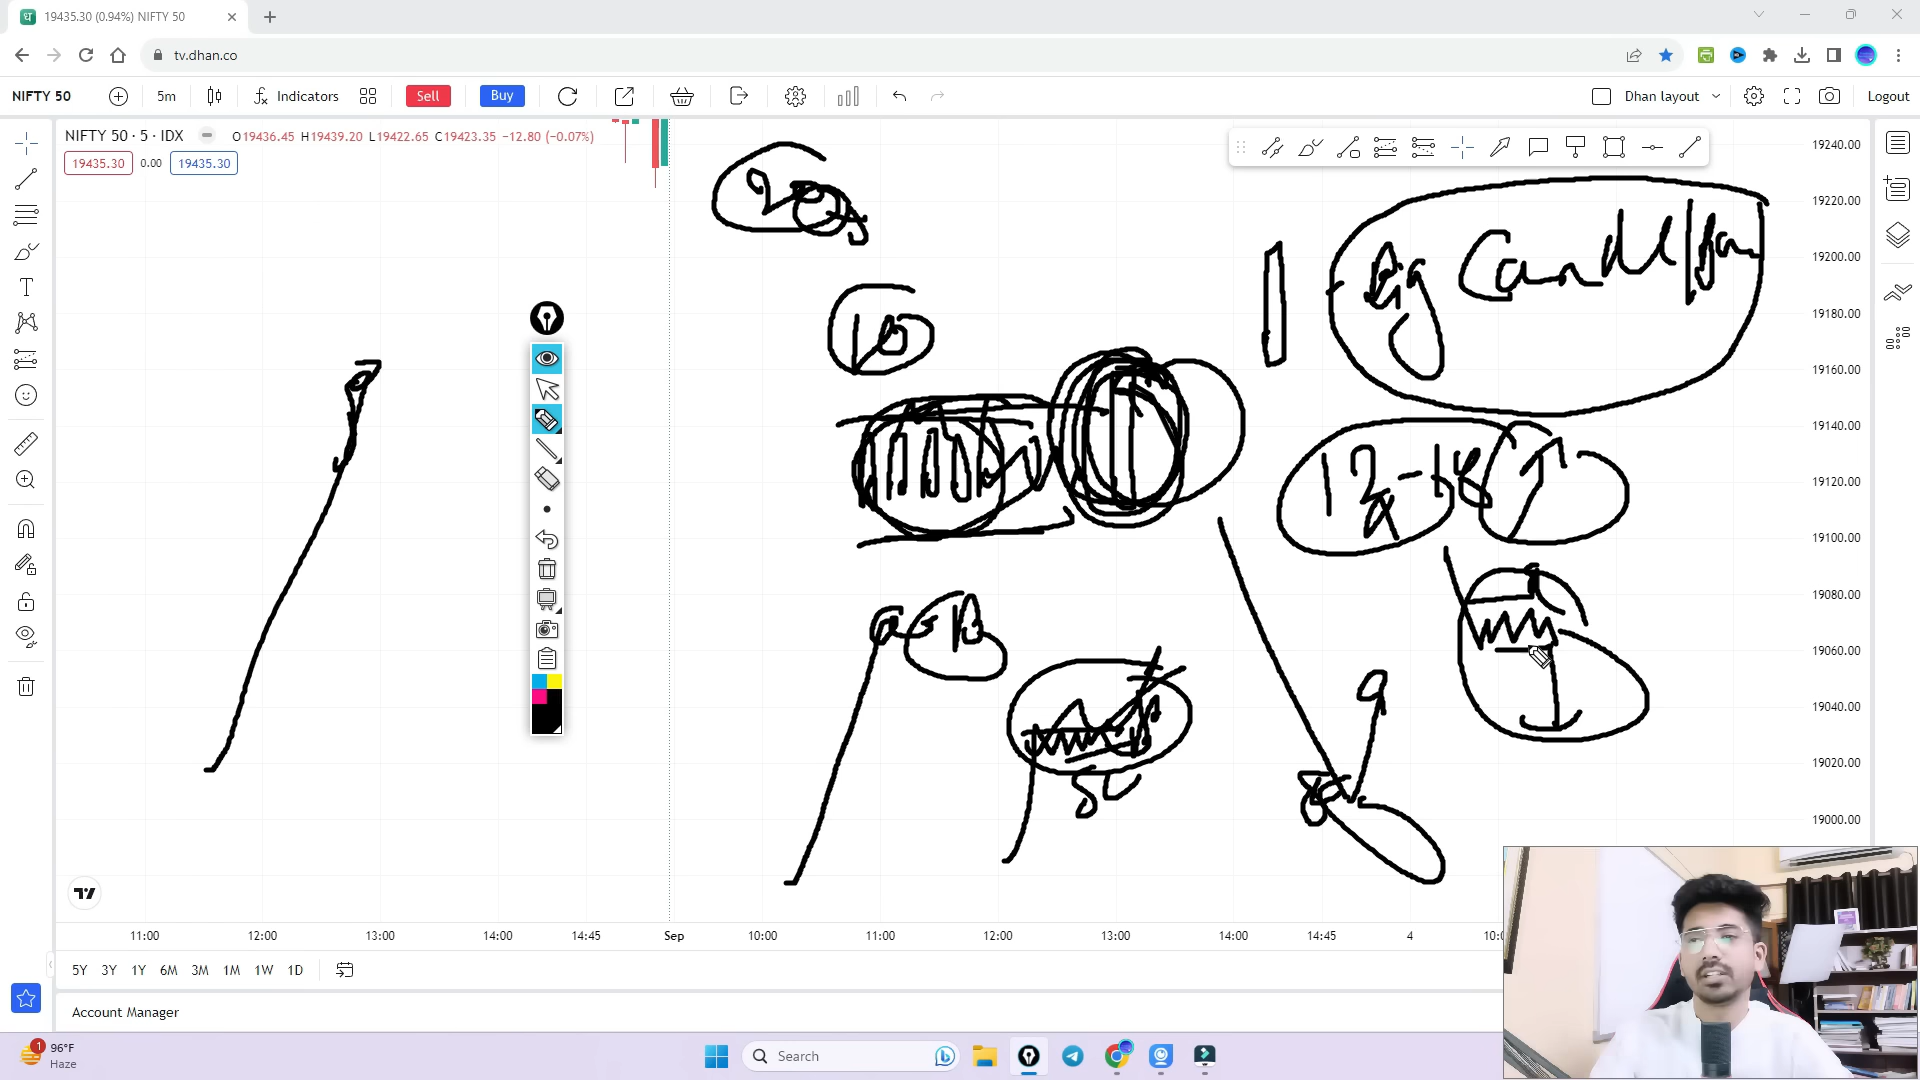 19435.30 (0.94%) NIFTY 50
tv.dhan.co
NIFTY 50
5m
Indicators
Sell
Buy
Dhan layout
Logout
NIFTY 50 · 5 · IDX
O19436.45 H19439.20 L19422.65 C19423.35 −12.80 (−0.07%)
19435.30
0.00
19435.30
19240.00
19220.00
19200.00
19180.00
19160.00
19140.00
19120.00
19100.00
19080.00
19060.00
19040.00
19020.00
19000.00
10
Candle
SL
11:00
12:00
13:00
14:00
14:45
Sep
10:00
11:00
12:00
13:00
14:00
14:45
4
5Y
3Y
1Y
6M
3M
1M
1W
1D
Account Manager
1
96°F
Haze
Search